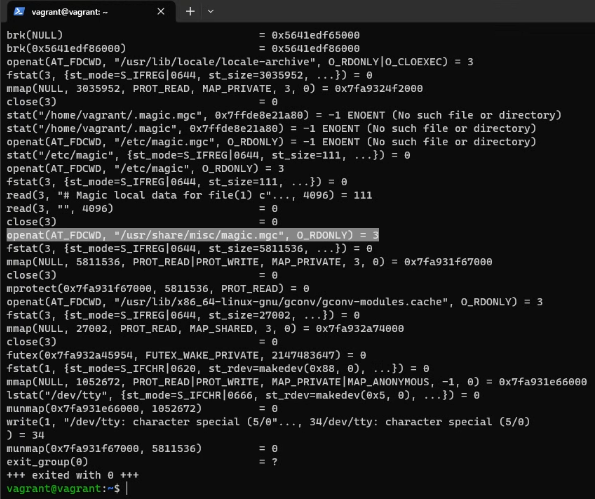 vagrant@vagrant: ~
brk(NULL) = 0x5641edf65000
brk(0x5641edf86000) = 0x5641edf86000
openat(AT_FDCWD, "/usr/lib/locale/locale-archive", O_RDONLY|O_CLOEXEC) = 3
fstat(3, {st_mode=S_IFREG|0644, st_size=3035952, ...}) = 0
mmap(NULL, 3035952, PROT_READ, MAP_PRIVATE, 3, 0) = 0x7fa9324f2000
close(3) = 0
stat("/home/vagrant/.magic.mgc", 0x7ffde8e21a80) = -1 ENOENT (No such file or directory)
stat("/home/vagrant/.magic", 0x7ffde8e21a80) = -1 ENOENT (No such file or directory)
openat(AT_FDCWD, "/etc/magic.mgc", O_RDONLY) = -1 ENOENT (No such file or directory)
stat("/etc/magic", {st_mode=S_IFREG|0644, st_size=111, ...}) = 0
openat(AT_FDCWD, "/etc/magic", O_RDONLY) = 3
fstat(3, {st_mode=S_IFREG|0644, st_size=111, ...}) = 0
read(3, "# Magic local data for file(1) c"..., 4096) = 111
read(3, "", 4096) = 0
close(3) = 0
openat(AT_FDCWD, "/usr/share/misc/magic.mgc", O_RDONLY) = 3
fstat(3, {st_mode=S_IFREG|0644, st_size=5811536, ...}) = 0
mmap(NULL, 5811536, PROT_READ|PROT_WRITE, MAP_PRIVATE, 3, 0) = 0x7fa931f67000
close(3) = 0
mprotect(0x7fa931f67000, 5811536, PROT_READ) = 0
openat(AT_FDCWD, "/usr/lib/x86_64-linux-gnu/gconv/gconv-modules.cache", O_RDONLY) = 3
fstat(3, {st_mode=S_IFREG|0644, st_size=27002, ...}) = 0
mmap(NULL, 27002, PROT_READ, MAP_SHARED, 3, 0) = 0x7fa932a74000
close(3) = 0
futex(0x7fa932a45954, FUTEX_WAKE_PRIVATE, 2147483647) = 0
fstat(1, {st_mode=S_IFCHR|0620, st_rdev=makedev(0x88, 0), ...}) = 0
mmap(NULL, 1052672, PROT_READ|PROT_WRITE, MAP_PRIVATE|MAP_ANONYMOUS, -1, 0) = 0x7fa931e66000
lstat("/dev/tty", {st_mode=S_IFCHR|0666, st_rdev=makedev(0x5, 0), ...}) = 0
munmap(0x7fa931e66000, 1052672) = 0
write(1, "/dev/tty: character special (5/0"..., 34/dev/tty: character special (5/0)
) = 34
munmap(0x7fa931f67000, 5811536) = 0
exit_group(0) = ?
+++ exited with 0 +++
vagrant@vagrant:~$